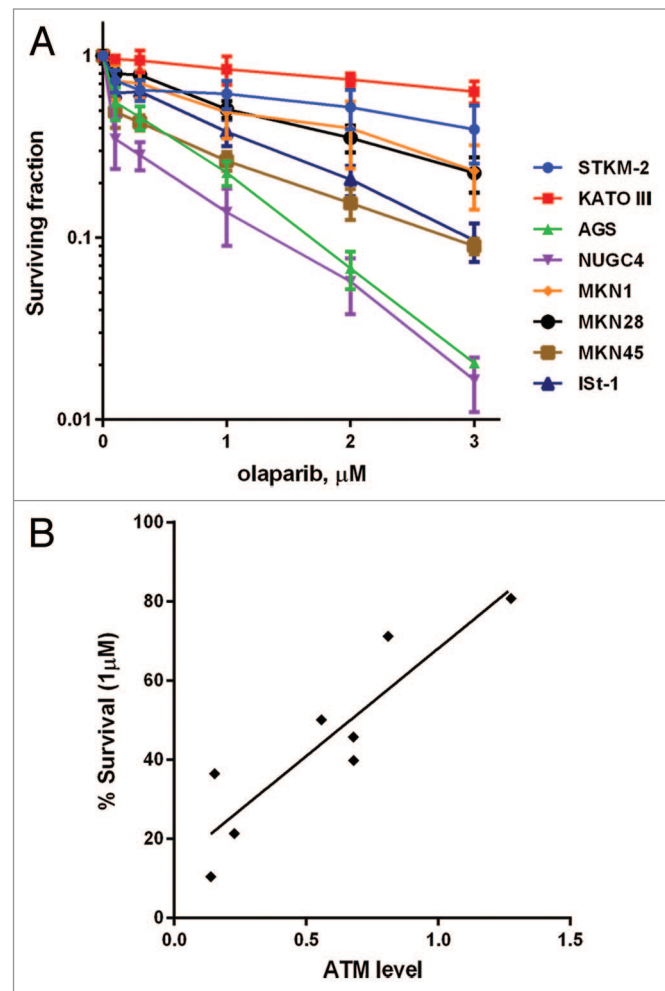 A
Surviving fraction
1
0.1
0.01
0
1
2
3
olaparib, μM
STKM-2
KATO III
AGS
NUGC4
MKN1
MKN28
MKN45
ISt-1
B
% Survival (1μM)
100
80
60
40
20
0
0.0
0.5
1.0
1.5
ATM level